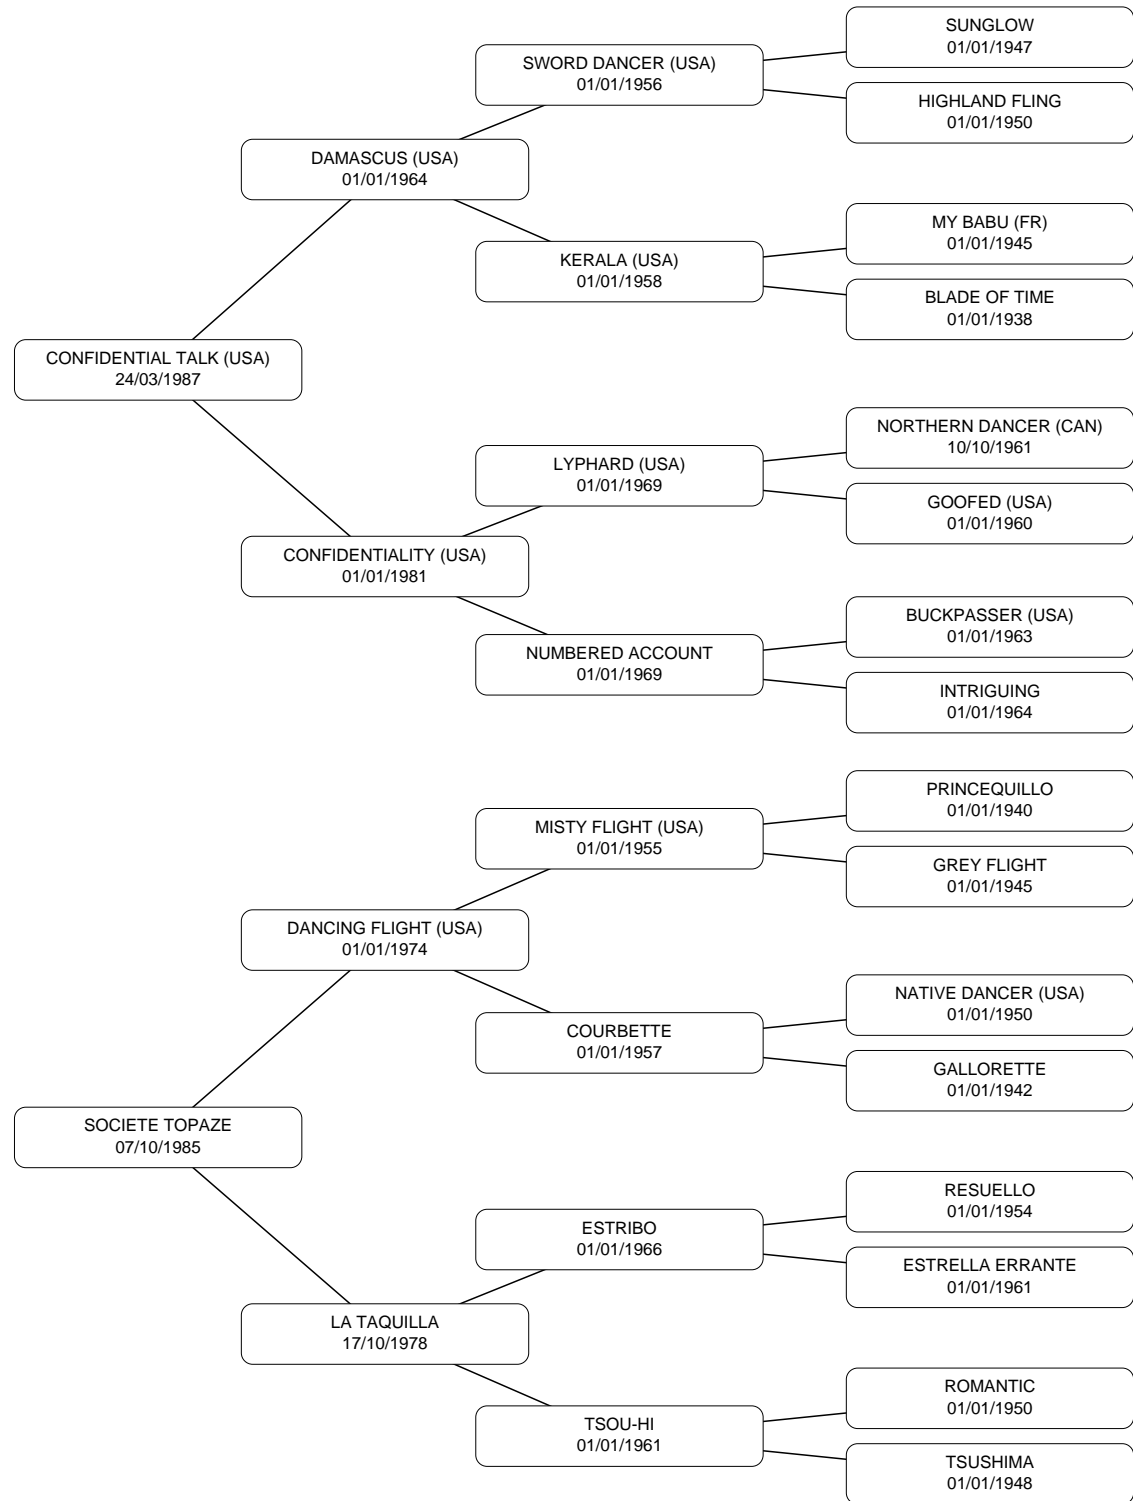 SUNGLOW
01/01/1947
SWORD DANCER (USA)
01/01/1956
HIGHLAND FLING
01/01/1950
DAMASCUS (USA)
01/01/1964
MY BABU (FR)
01/01/1945
KERALA (USA)
01/01/1958
BLADE OF TIME
01/01/1938
CONFIDENTIAL TALK (USA)
24/03/1987
NORTHERN DANCER (CAN)
10/10/1961
LYPHARD (USA)
01/01/1969
GOOFED (USA)
01/01/1960
CONFIDENTIALITY (USA)
01/01/1981
BUCKPASSER (USA)
01/01/1963
NUMBERED ACCOUNT
01/01/1969
INTRIGUING
01/01/1964
PRINCEQUILLO
01/01/1940
MISTY FLIGHT (USA)
01/01/1955
GREY FLIGHT
01/01/1945
DANCING FLIGHT (USA)
01/01/1974
NATIVE DANCER (USA)
01/01/1950
COURBETTE
01/01/1957
GALLORETTE
01/01/1942
SOCIETE TOPAZE
07/10/1985
RESUELLO
01/01/1954
ESTRIBO
01/01/1966
ESTRELLA ERRANTE
01/01/1961
LA TAQUILLA
17/10/1978
ROMANTIC
01/01/1950
TSOU-HI
01/01/1961
TSUSHIMA
01/01/1948